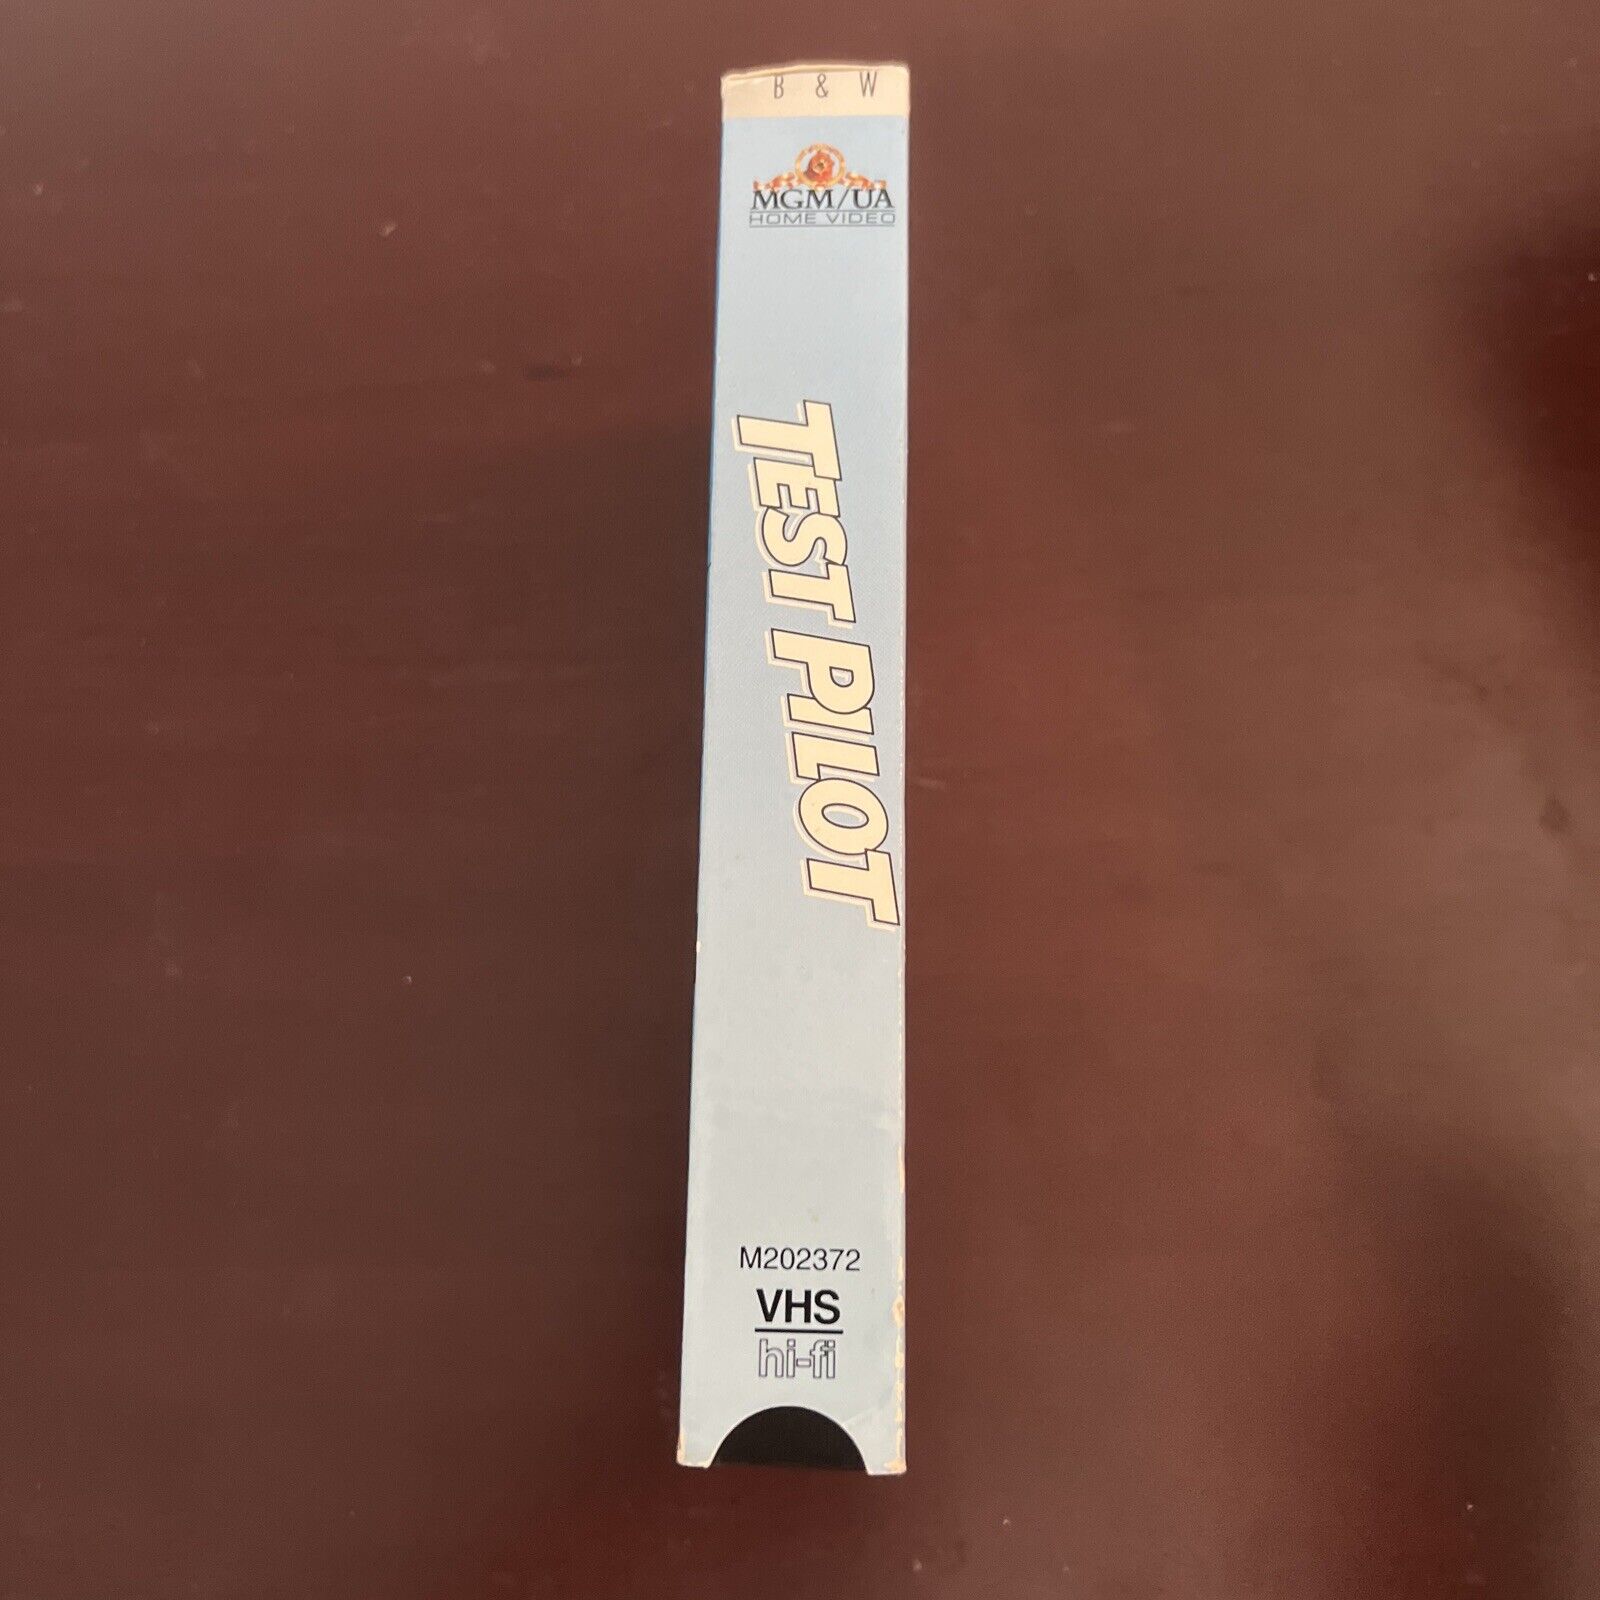 B & W
MGM/UA
HOME VIDEO
TEST PILOT
M202372
VHS
hi-fi